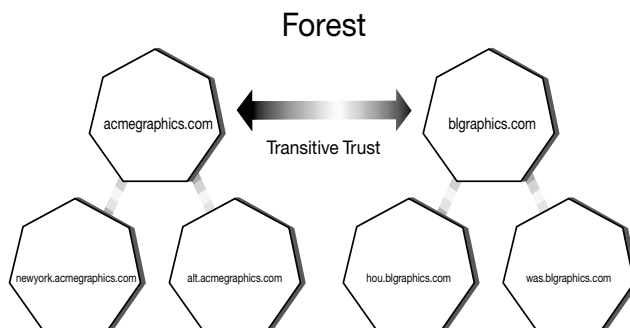 Forest
acmegraphics.com
blgraphics.com
Transitive Trust
newyork.acmegraphics.com
alt.acmegraphics.com
hou.blgraphics.com
was.blgraphics.com